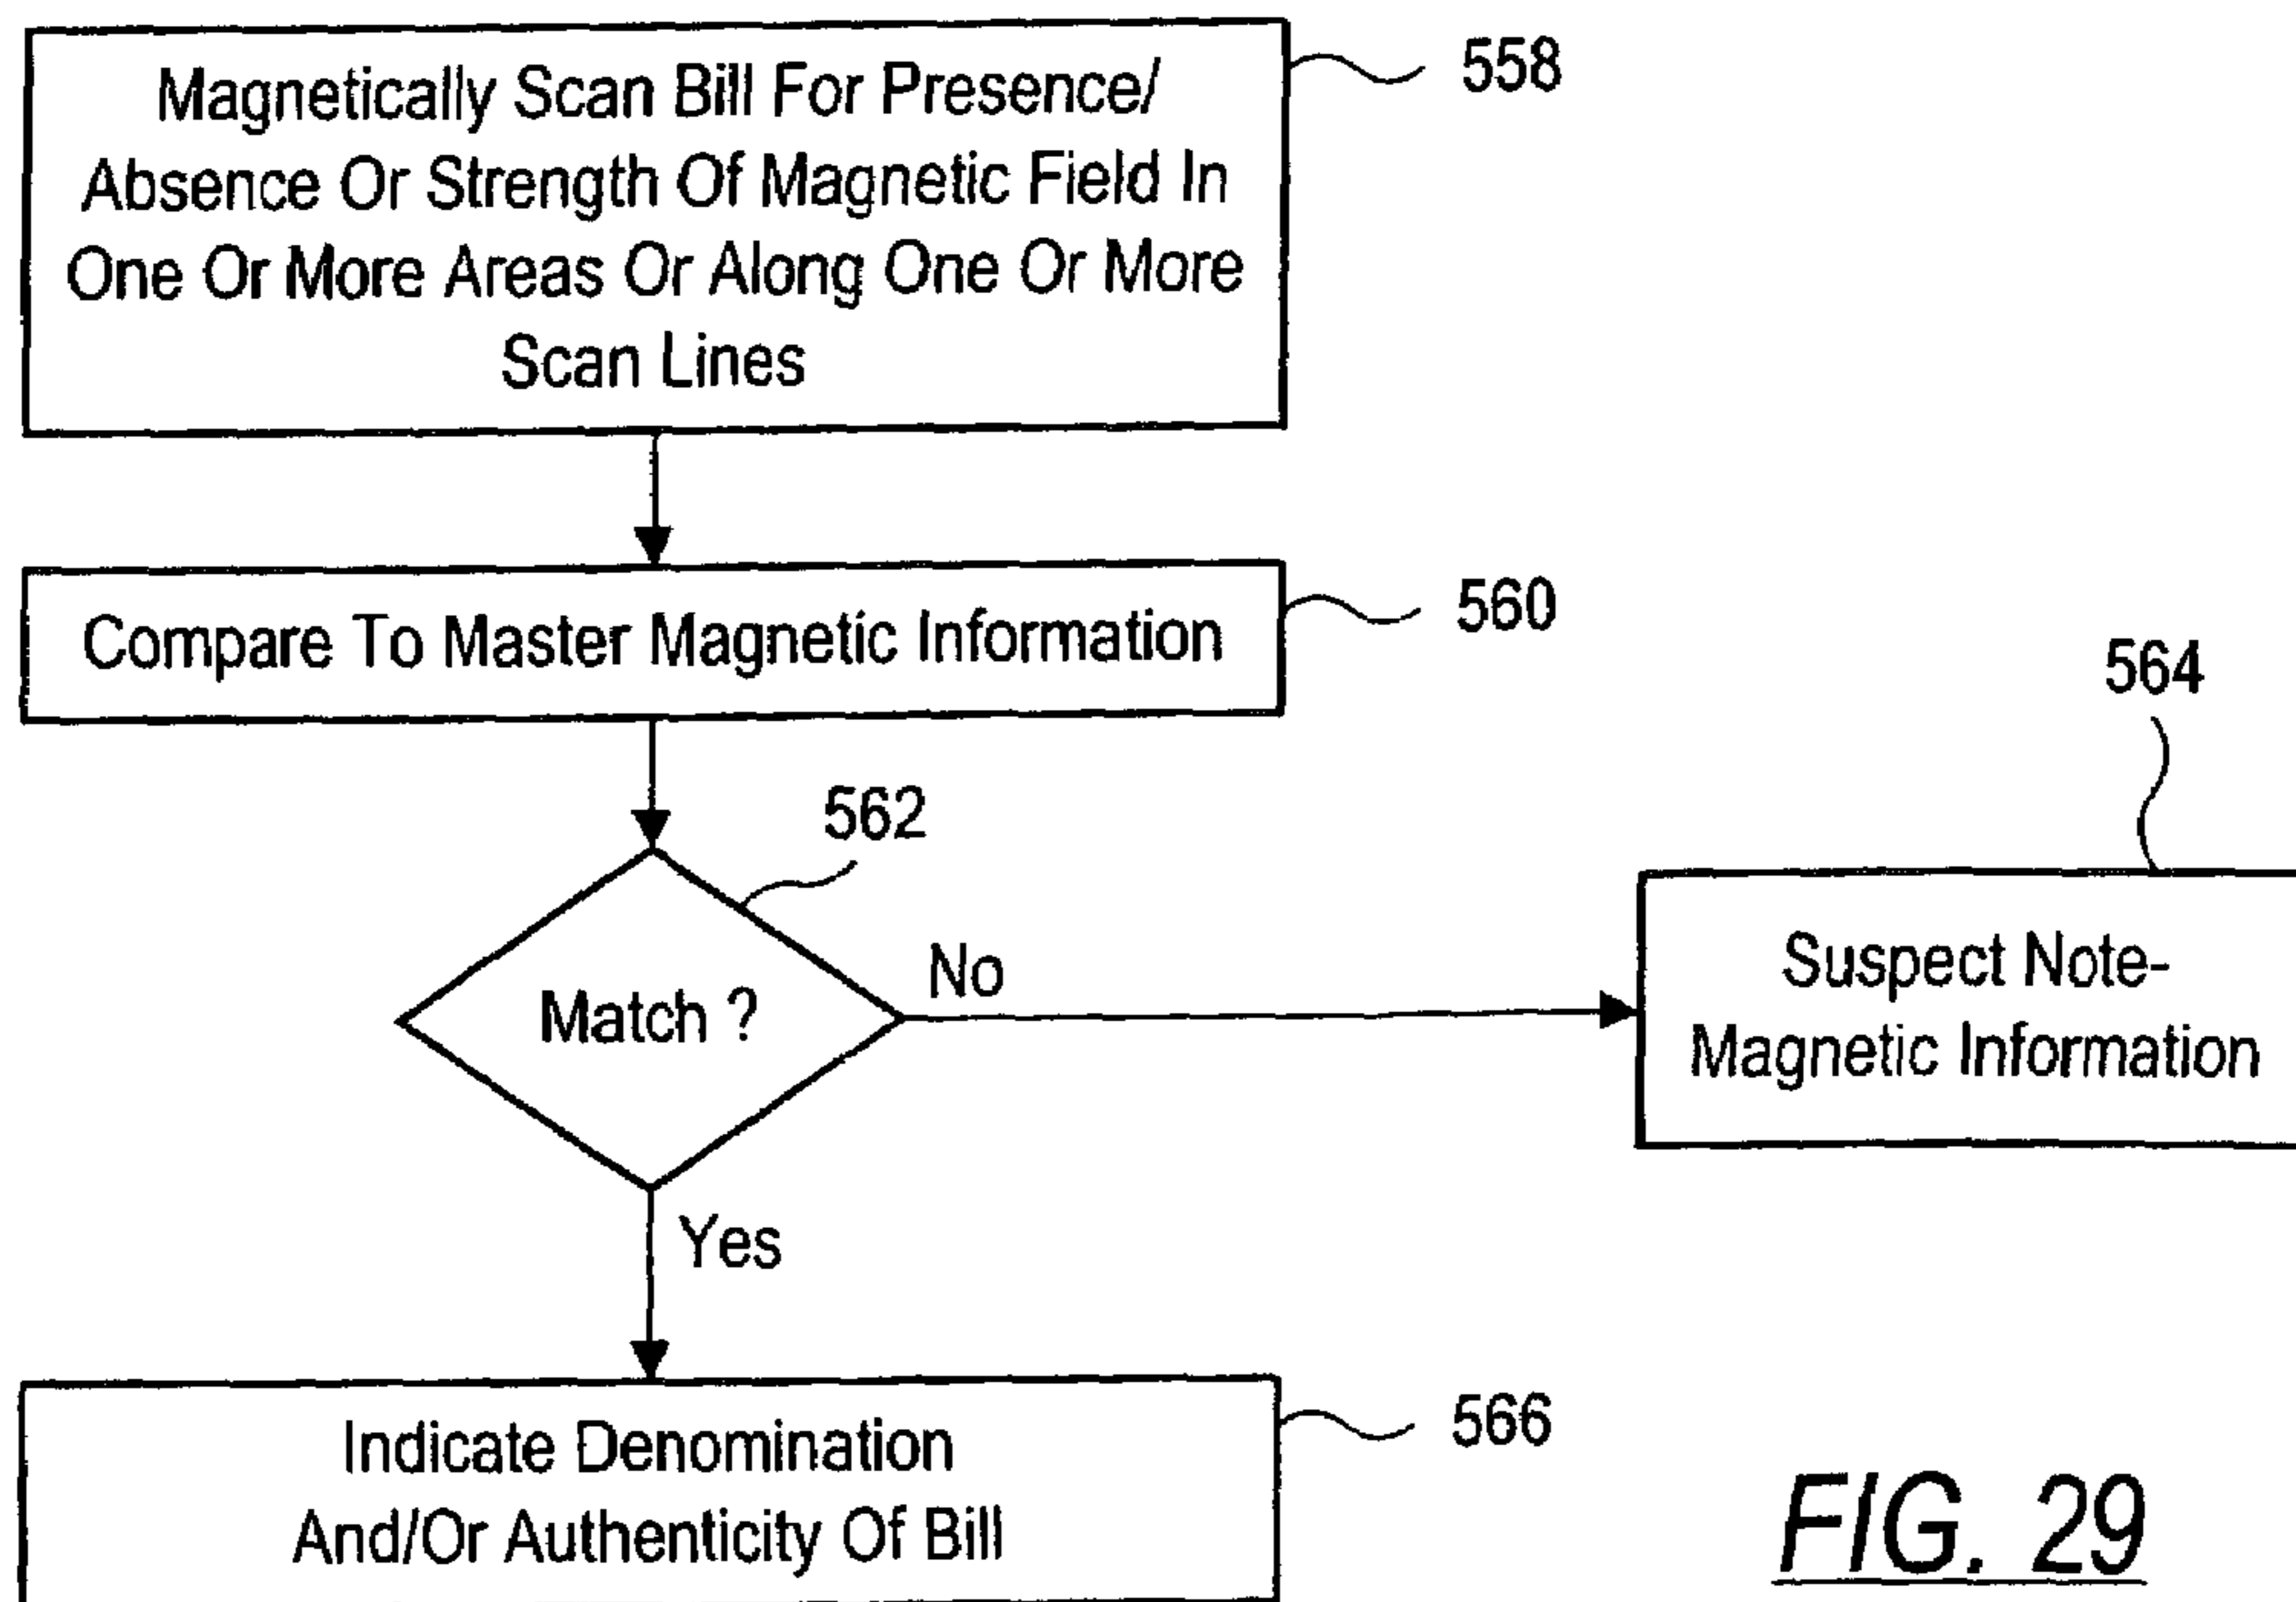 Magnetically Scan Bill For Presence/
Absence Or Strength Of Magnetic Field In
One Or More Areas Or Along One Or More
Scan Lines
558
Compare To Master Magnetic Information
560
562
Match ?
No
564
Suspect Note-
Magnetic Information
Yes
Indicate Denomination
And/Or Authenticity Of Bill
566
FIG. 29